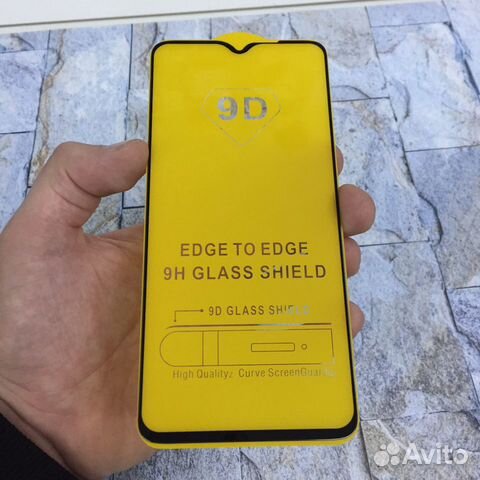 9D
EDGE TO EDGE
9H GLASS SHIELD
9D GLASS SHIELD
High Quality: Curve ScreenGuard
Avito